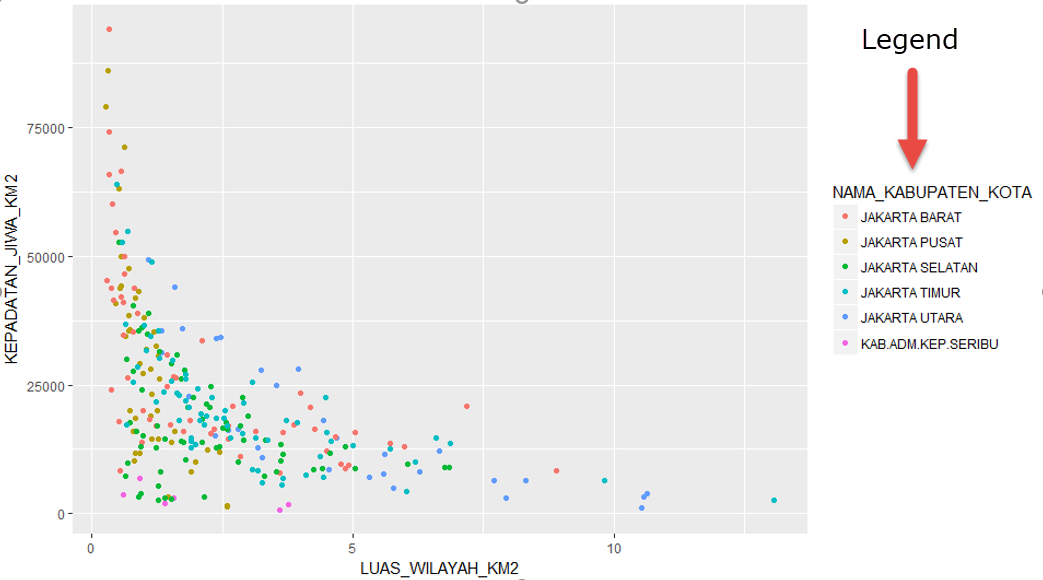 Legend
KEPADATAN_JIWA_KM2
75000
50000
25000
0
0
5
10
LUAS_WILAYAH_KM2
NAMA_KABUPATEN_KOTA
JAKARTA BARAT
JAKARTA PUSAT
JAKARTA SELATAN
JAKARTA TIMUR
JAKARTA UTARA
KAB.ADM.KEP.SERIBU